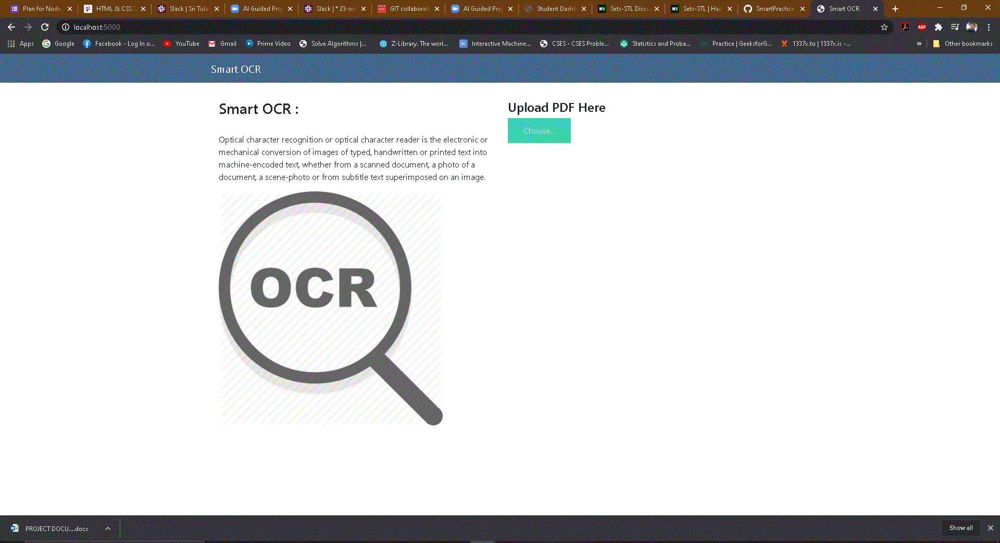 Plan for Node
HTML & CSS S
Slack | Sri Tula
AI Guided Proj
Slack | * 23-oc
GIT collaborate
AI Guided Proj
Student Dashb
Sets-STL Discu
Sets-STL | Hac
SmartPractice
Smart OCR
localhost:5000
ABP
Apps
Google
Facebook - Log In o...
YouTube
Gmail
Prime Video
Solve Algorithms |...
Z-Library. The worl...
Interactive Machine...
CSES - CSES Proble...
Statistics and Proba...
Practice | GeeksforG...
1337x.to | 1337x.is -...
»
Other bookmarks
Smart OCR
Smart OCR :
Optical character recognition or optical character reader is the electronic or
mechanical conversion of images of typed, handwritten or printed text into
machine-encoded text, whether from a scanned document, a photo of a
document, a scene-photo or from subtitle text superimposed on an image.
OCR
Upload PDF Here
Choose...
PROJECT DOCU....docx
Show all